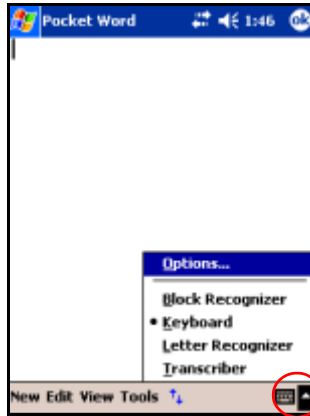 Pocket Word 1:46 ok
Options...
Block Recognizer
Keyboard
Letter Recognizer
Transcriber
New Edit View Tools